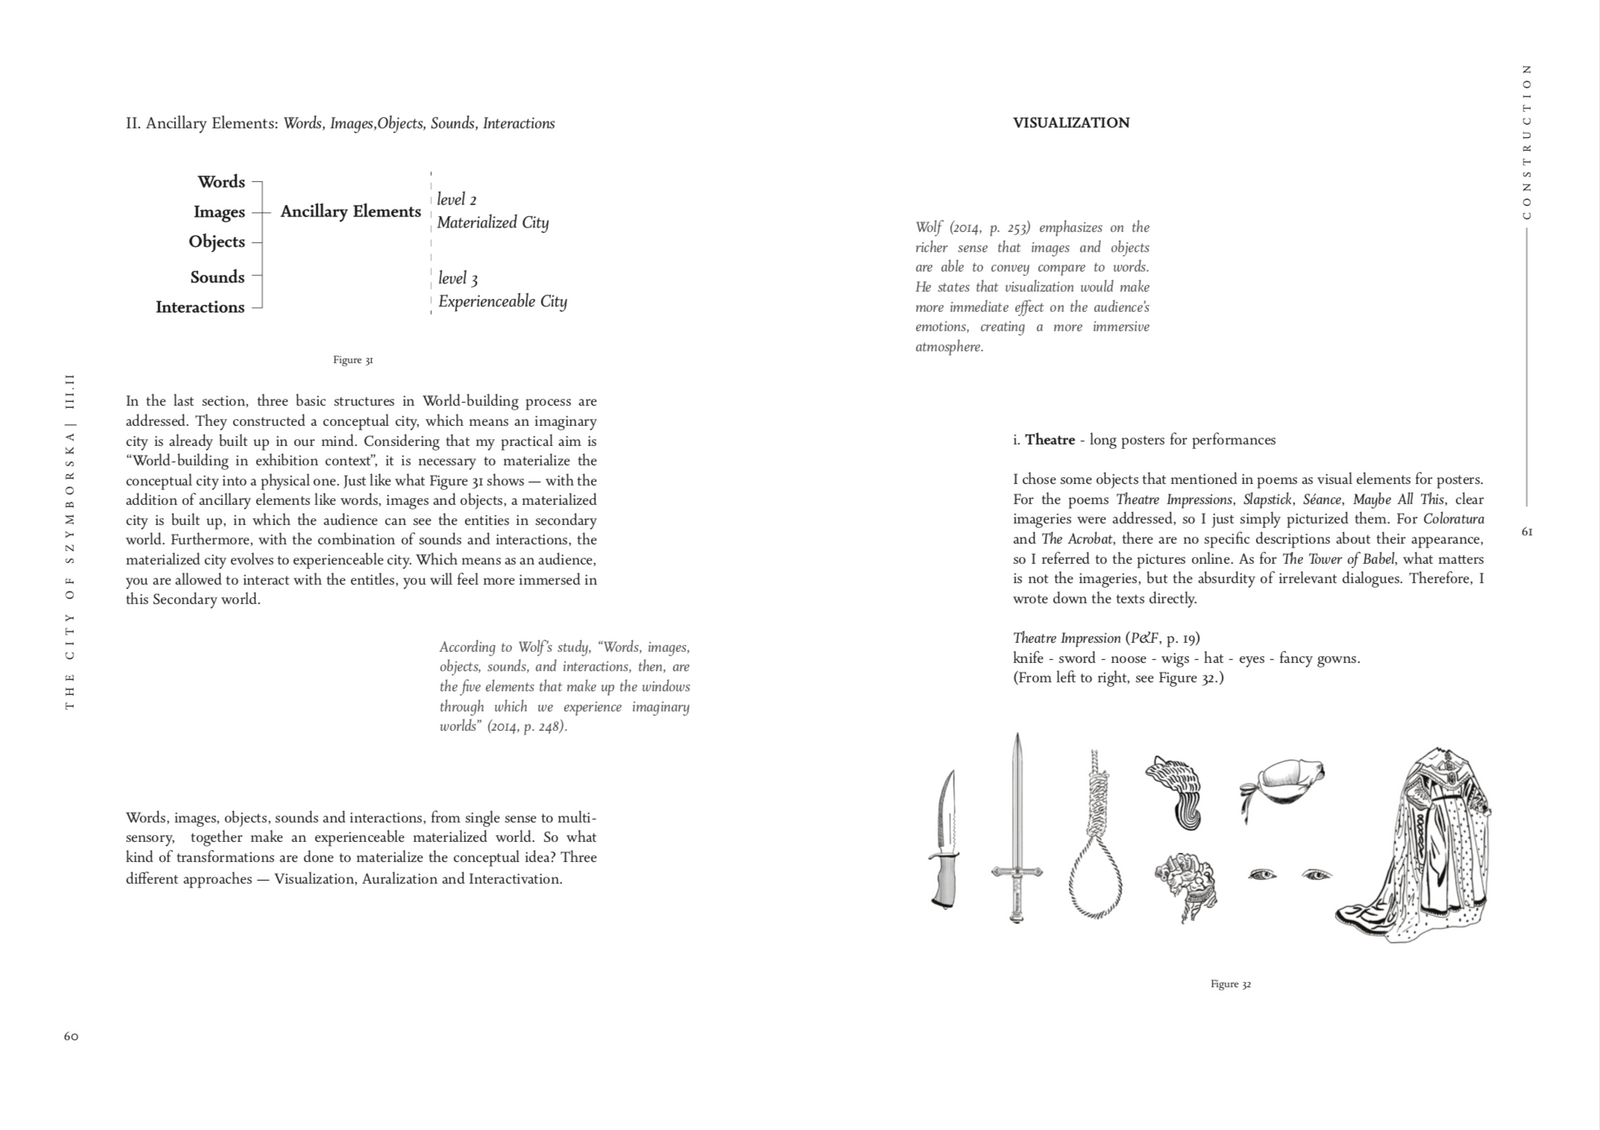 II. Ancillary Elements: Words, Images,Objects, Sounds, Interactions
Words
Images
Objects
Sounds
Interactions
Ancillary Elements
level 2
Materialized City
level 3
Experienceable City
Figure 31
In the last section, three basic structures in World-building process are
addressed. They constructed a conceptual city, which means an imaginary
city is already built up in our mind. Considering that my practical aim is
“World-building in exhibition context”, it is necessary to materialize the
conceptual city into a physical one. Just like what Figure 31 shows — with the
addition of ancillary elements like words, images and objects, a materialized
city is built up, in which the audience can see the entities in secondary
world. Furthermore, with the combination of sounds and interactions, the
materialized city evolves to experienceable city. Which means as an audience,
you are allowed to interact with the entitles, you will feel more immersed in
this Secondary world.
According to Wolf’s study, “Words, images,
objects, sounds, and interactions, then, are
the five elements that make up the windows
through which we experience imaginary
worlds” (2014, p. 248).
Words, images, objects, sounds and interactions, from single sense to multi-
sensory, together make an experienceable materialized world. So what
kind of transformations are done to materialize the conceptual idea? Three
different approaches — Visualization, Auralization and Interactivation.
THE CITY OF SZYMBORSKA| III.II
60
VISUALIZATION
Wolf (2014, p. 253) emphasizes on the
richer sense that images and objects
are able to convey compare to words.
He states that visualization would make
more immediate effect on the audience’s
emotions, creating a more immersive
atmosphere.
i. Theatre - long posters for performances
I chose some objects that mentioned in poems as visual elements for posters.
For the poems Theatre Impressions, Slapstick, Séance, Maybe All This, clear
imageries were addressed, so I just simply picturized them. For Coloratura
and The Acrobat, there are no specific descriptions about their appearance,
so I referred to the pictures online. As for The Tower of Babel, what matters
is not the imageries, but the absurdity of irrelevant dialogues. Therefore, I
wrote down the texts directly.
Theatre Impression (P&F, p. 19)
knife - sword - noose - wigs - hat - eyes - fancy gowns.
(From left to right, see Figure 32.)
Figure 32
CONSTRUCTION
61